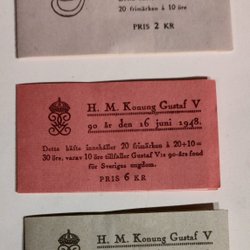 20 frimärken à 10 öre
PRIS 2 KR
H. M. Konung Gustaf V
90 år den 16 juni 1948.
Detta häfte innehåller 20 frimärken à 20+10=
30 öre, varav 10 öre tillfaller Gustaf V:s 90-års fond
för Sveriges ungdom.
PRIS 6 KR
H. M. Konung Gustaf V